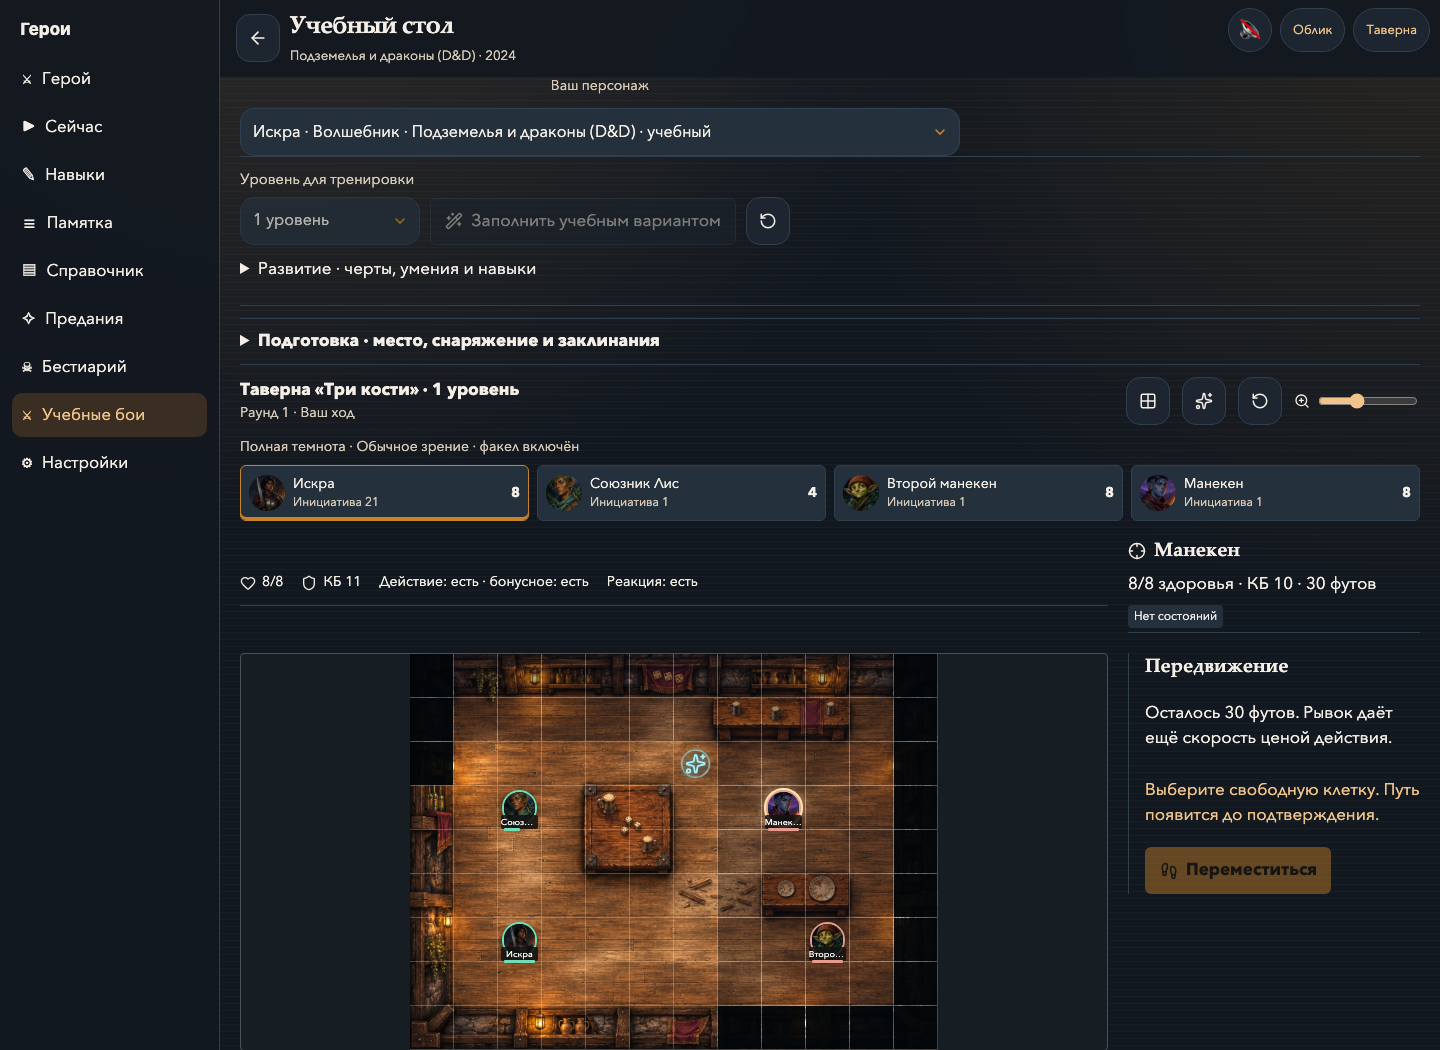 Герои
Герой
Сейчас
Навыки
Памятка
Справочник
Предания
Бестиарий
Учебные бои
Настройки
Учебный стол
Подземелья и драконы (D&D) · 2024
Облик
Таверна
Ваш персонаж
Искра · Волшебник · Подземелья и драконы (D&D) · учебный
Уровень для тренировки
1 уровень
Заполнить учебным вариантом
Развитие · черты, умения и навыки
Подготовка · место, снаряжение и заклинания
Таверна «Три кости» · 1 уровень
Раунд 1 · Ваш ход
Полная темнота · Обычное зрение · факел включён
Искра
Инициатива 21
8
Союзник Лис
Инициатива 1
4
Второй манекен
Инициатива 1
8
Манекен
Инициатива 1
8
8/8
КБ 11
Действие: есть · бонусное: есть
Реакция: есть
Манекен
8/8 здоровья · КБ 10 · 30 футов
Нет состояний
Передвижение
Осталось 30 футов. Рывок даёт
ещё скорость ценой действия.
Выберите свободную клетку. Путь
появится до подтверждения.
Переместиться
Союз...
Манек...
Искра
Второ...